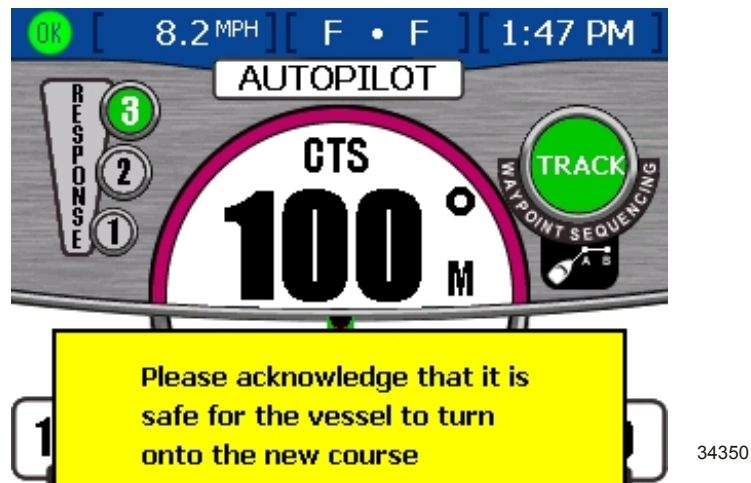 OK [ 8.2 MPH ][ F • F ][ 1:47 PM ]
AUTOPILOT
RESPONSE
3
2
1
CTS
100° M
TRACK
WAYPOINT SEQUENCING
A B
Please acknowledge that it is
safe for the vessel to turn
onto the new course
34350